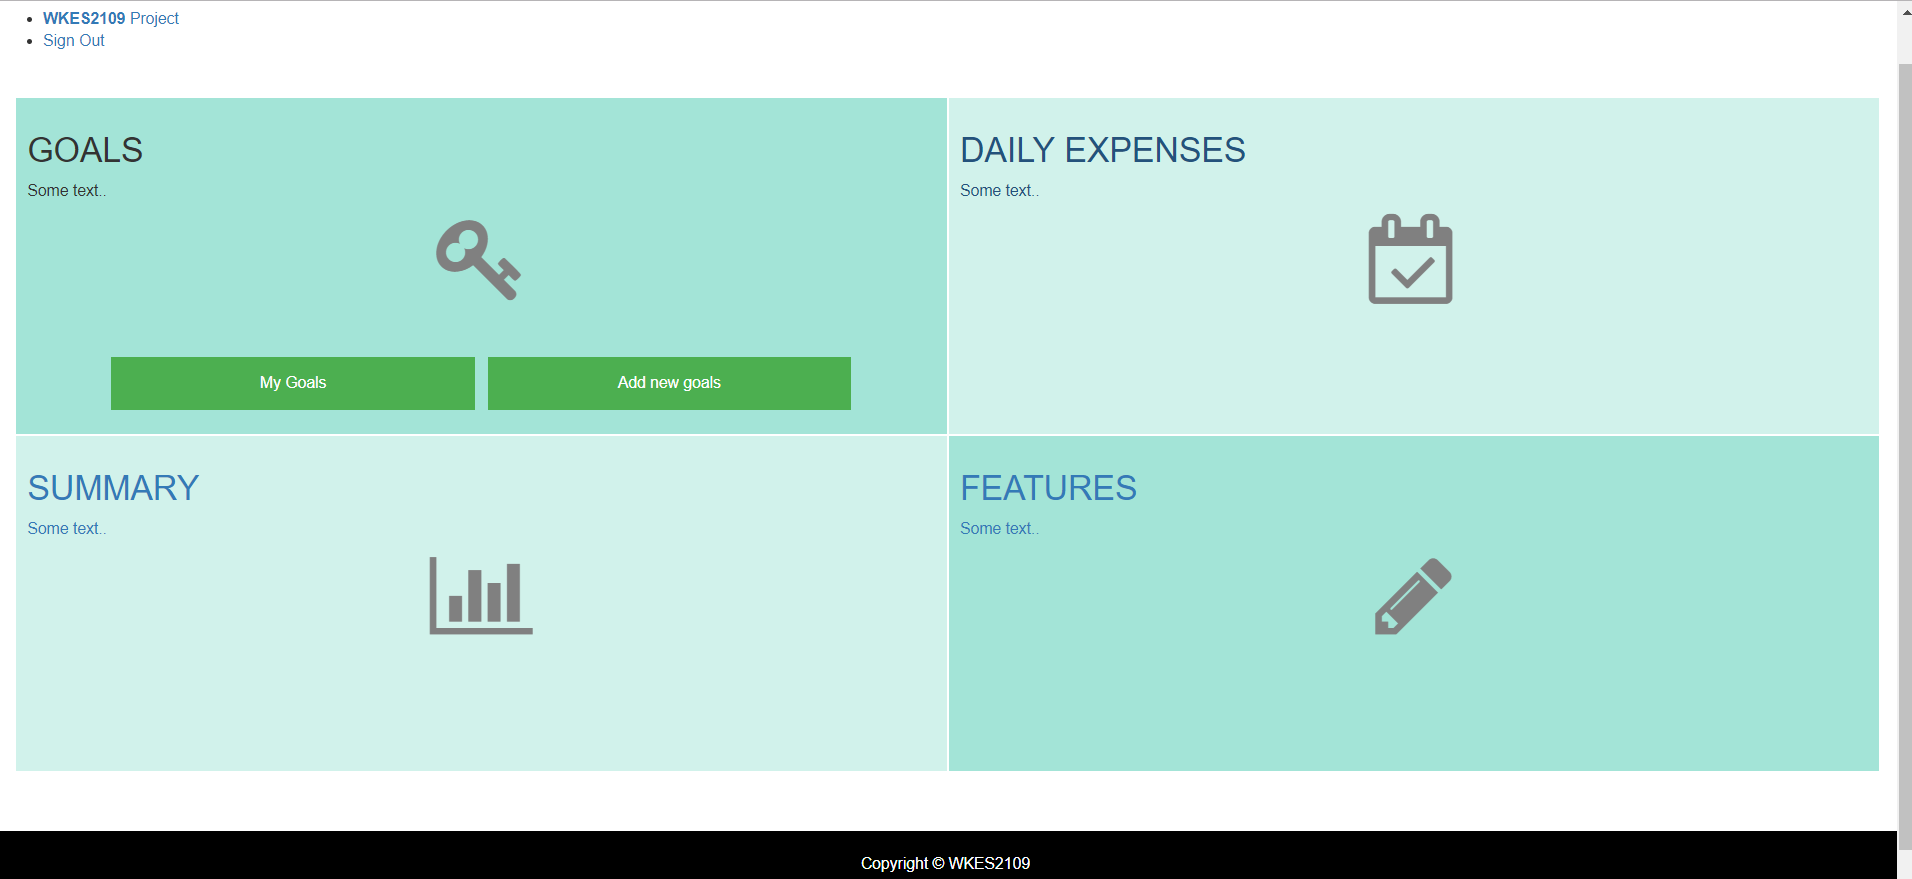 WKES2109 Project
Sign Out
GOALS
Some text..
My Goals
Add new goals
DAILY EXPENSES
Some text..
SUMMARY
Some text..
FEATURES
Some text..
Copyright © WKES2109